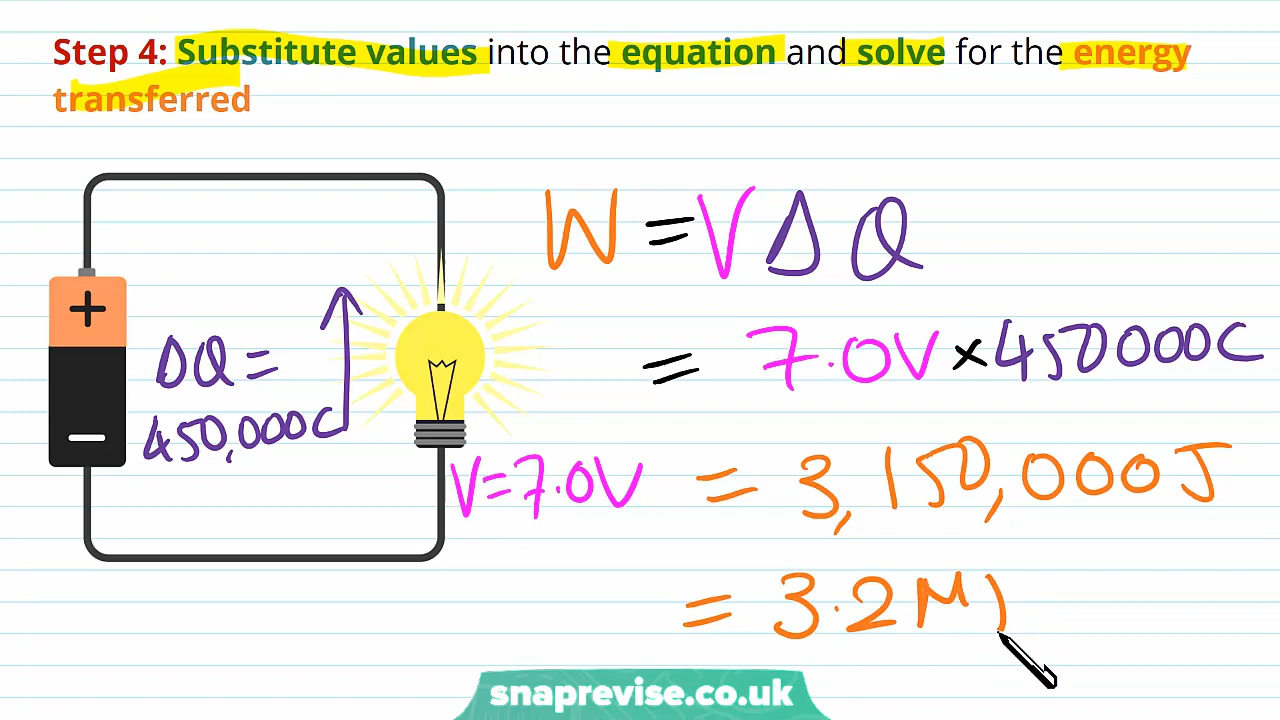 Step 4: Substitute values into the equation and solve for the energy
transferred
W = VΔQ
= 7.0V × 450000C
= 3,150,000J
= 3.2M
+
ΔQ =
450,000C
V=7.0V
snaprevise.co.uk